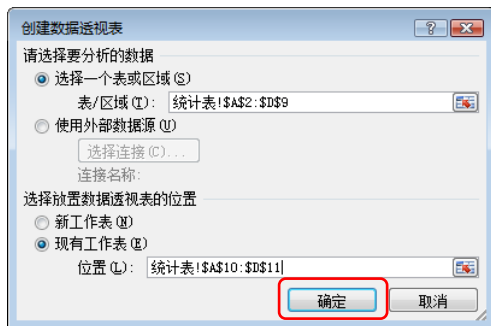 创建数据透视表
请选择要分析的数据
选择一个表或区域(S)
表/区域(T): 统计表!$A$2:$D$9
使用外部数据源(U)
选择连接(C)...
连接名称:
选择放置数据透视表的位置
新工作表(N)
现有工作表(E)
位置(L): 统计表!$A$10:$D$11
确定 取消